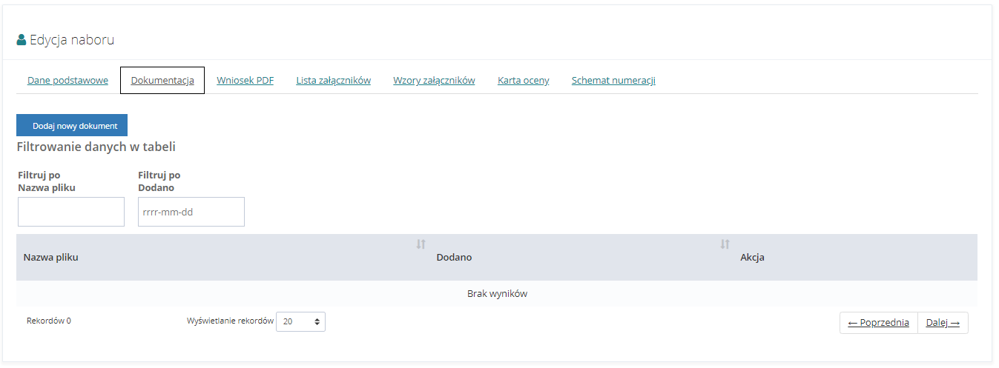 Edycja naboru
Dane podstawowe Dokumentacja Wniosek PDF Lista załączników Wzory załączników Karta oceny Schemat numeracji
Dodaj nowy dokument
Filtrowanie danych w tabeli
Filtruj po Filtruj po
Nazwa pliku Dodano
rrrr-mm-dd
Nazwa pliku Dodano Akcja
Brak wyników
Rekordów 0 Wyświetlanie rekordów 20 ← Poprzednia Dalej →